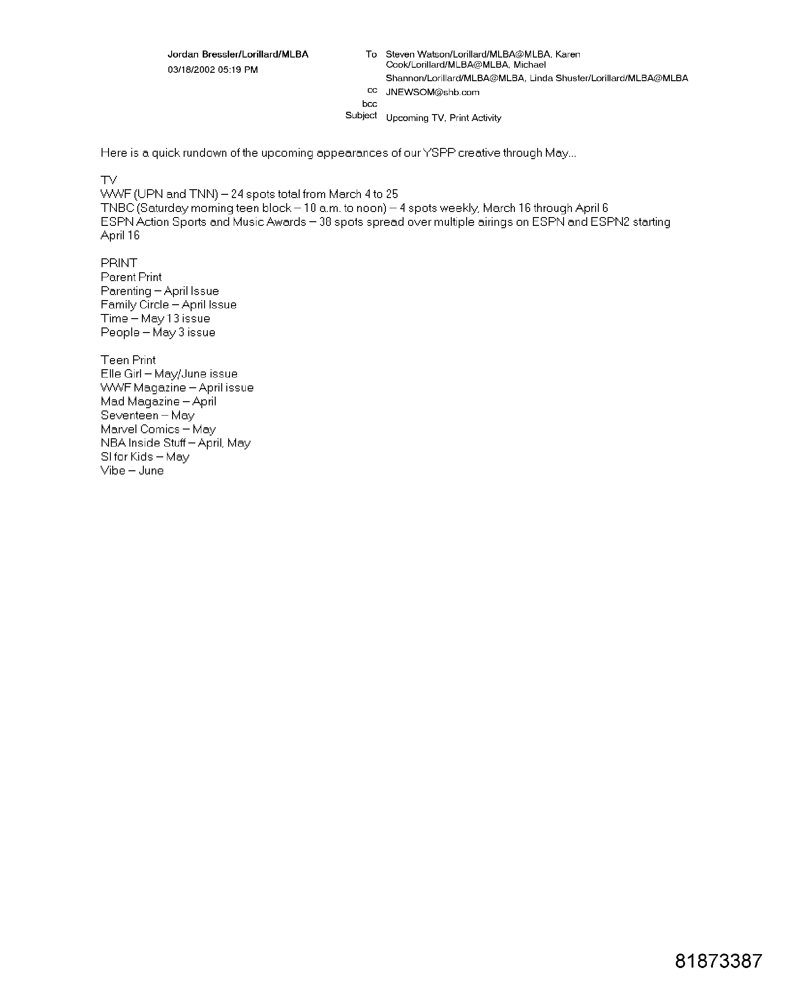 Jordan Bressler/Lorillard/MLBA
03/18/2002 05:19 PM
To Steven Watson/Lorillard/MLBA@MLBA, Karen
Cook/Lorillard/MLBA@MLBA, Michael
Shannon/Lorillard/MLBA@MLBA, Linda Shuster/Lorillard/MLBA@MLBA
cc JNEWSOM@shb.com
bcc
Subject Upcoming TV, Print Activity
Here is a quick rundown of the upcoming appearances of our YSPP creative through May...
TV
WWF (UPN and TNN) – 24 spots total from March 4 to 25
TNBC (Saturday morning teen block – 10 a.m. to noon) – 4 spots weekly, March 16 through April 6
ESPN Action Sports and Music Awards – 38 spots spread over multiple airings on ESPN and ESPN2 starting
April 16
PRINT
Parent Print
Parenting – April Issue
Family Circle – April Issue
Time – May 13 issue
People – May 3 issue
Teen Print
Elle Girl – May/June issue
WWF Magazine – April issue
Mad Magazine – April
Seventeen – May
Marvel Comics – May
NBA Inside Stuff – April, May
SI for Kids – May
Vibe – June
81873387